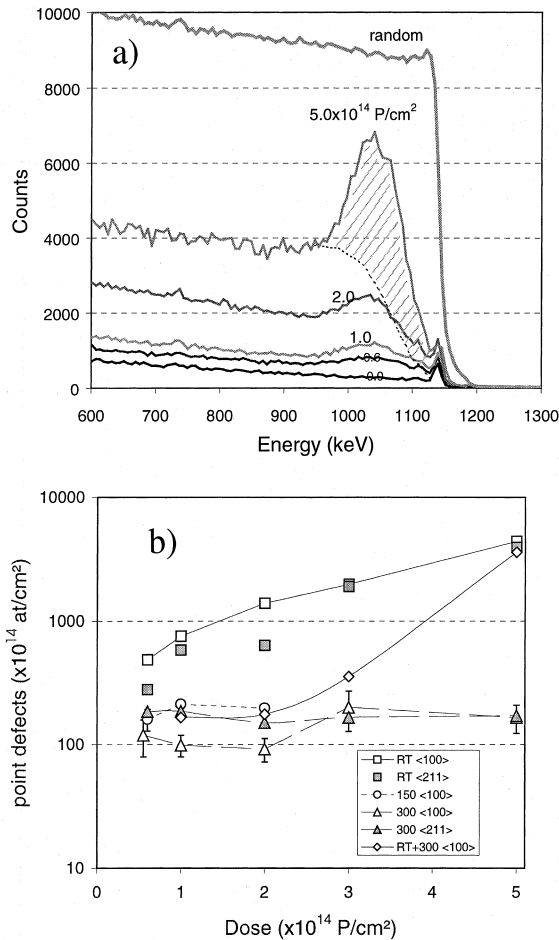 10000
8000
6000
4000
2000
0
Counts
a)
random
5.0x10¹⁴ P/cm²
2.0
1.0
0.6
0.0
600 700 800 900 1000 1100 1200 1300
Energy (keV)
10000
1000
100
10
point defects (x10¹⁴ at/cm²)
b)
RT <100>
RT <211>
150 <100>
300 <100>
300 <211>
RT+300 <100>
0 1 2 3 4 5
Dose (x10¹⁴ P/cm²)